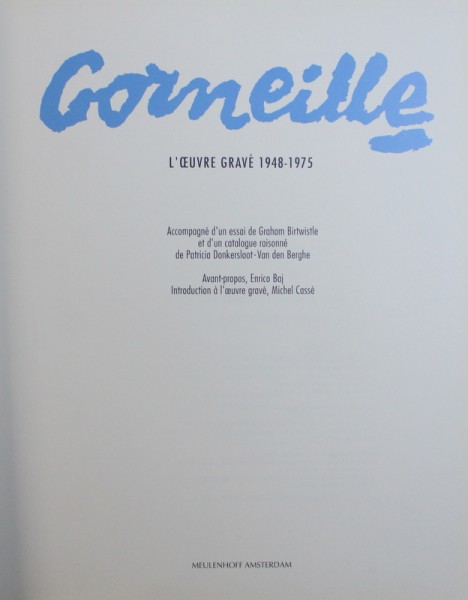 Corneille
L'ŒUVRE GRAVÉ 1948-1975
Accompagné d'un essai de Graham Birtwistle
et d'un catalogue raisonné
de Patricia Donkersloot-Van den Berghe
Avant-propos, Enrico Baj
Introduction à l'œuvre gravé, Michel Cassé
MEULENHOFF AMSTERDAM